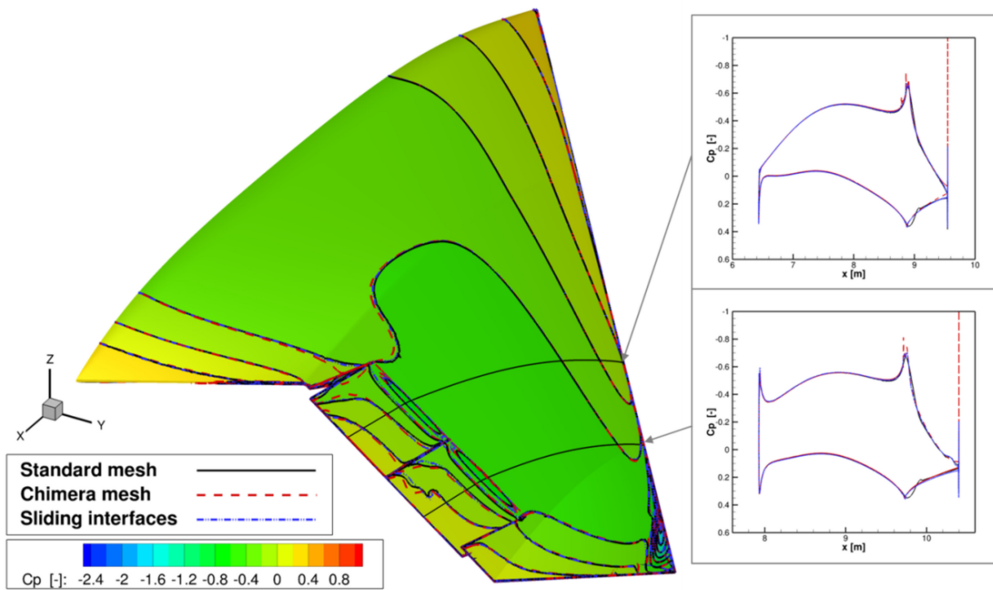 -1
-0.8
-0.6
-0.4
-0.2
0
0.2
0.4
0.6
Cp [-]
6 7 8 9 10
x [m]
-1
-0.8
-0.6
-0.4
-0.2
0
0.2
0.4
0.6
Cp [-]
8 9 10
x [m]
Z
Y
X
Standard mesh
Chimera mesh
Sliding interfaces
Cp [-]: -2.4 -2 -1.6 -1.2 -0.8 -0.4 0 0.4 0.8